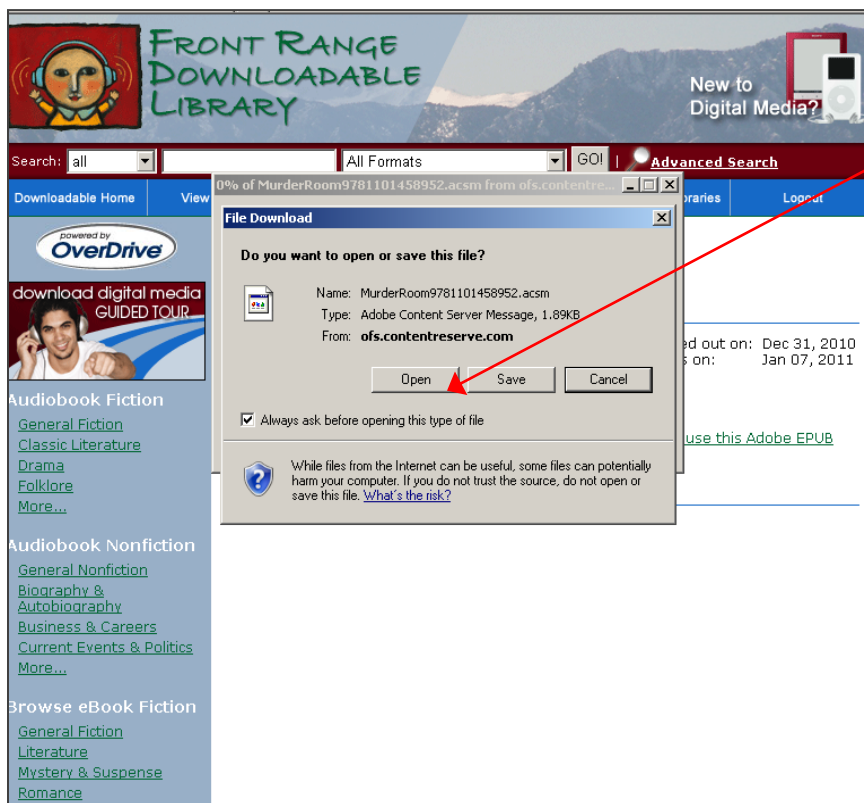 FRONT RANGE
DOWNLOADABLE
LIBRARY
New to
Digital Media?
Search: all All Formats GO! | Advanced Search
Downloadable Home View Logout
0% of MurderRoom9781101458952.acsm from ofs.contentre...
File Download
Do you want to open or save this file?
Name: MurderRoom9781101458952.acsm
Type: Adobe Content Server Message, 1.89KB
From: ofs.contentreserve.com
Open Save Cancel
Always ask before opening this type of file
While files from the Internet can be useful, some files can potentially
harm your computer. If you do not trust the source, do not open or
save this file. What's the risk?
powered by
OverDrive
download digital media
GUIDED TOUR
ed out on: Dec 31, 2010
s on: Jan 07, 2011
use this Adobe EPUB
Audiobook Fiction
General Fiction
Classic Literature
Drama
Folklore
More...
Audiobook Nonfiction
General Nonfiction
Biography &
Autobiography
Business & Careers
Current Events & Politics
More...
Browse eBook Fiction
General Fiction
Literature
Mystery & Suspense
Romance